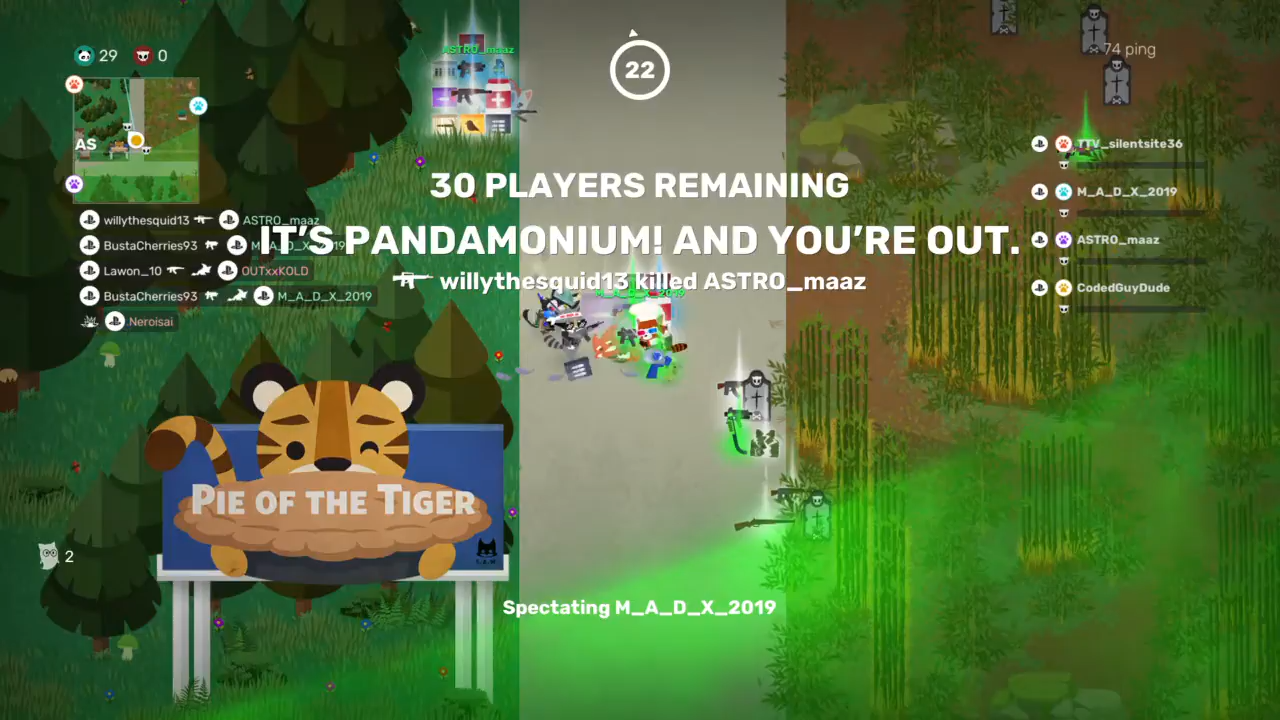 29 0
ASTRO_maaz
22
74 ping
AS
TTV_silentsite36
M_A_D_X_2019
ASTRO_maaz
CodedGuyDude
30 PLAYERS REMAINING
IT'S PANDAMONIUM! AND YOU'RE OUT.
willythesquid13 killed ASTRO_maaz
willythesquid13 ASTRO_maaz
BustaCherries93 M_A_D_X_2019
Lawon_10 OUTxxKOLD
BustaCherries93 M_A_D_X_2019
Neroisai
M_A_D_X_2019
PIE OF THE TIGER
2
Spectating M_A_D_X_2019